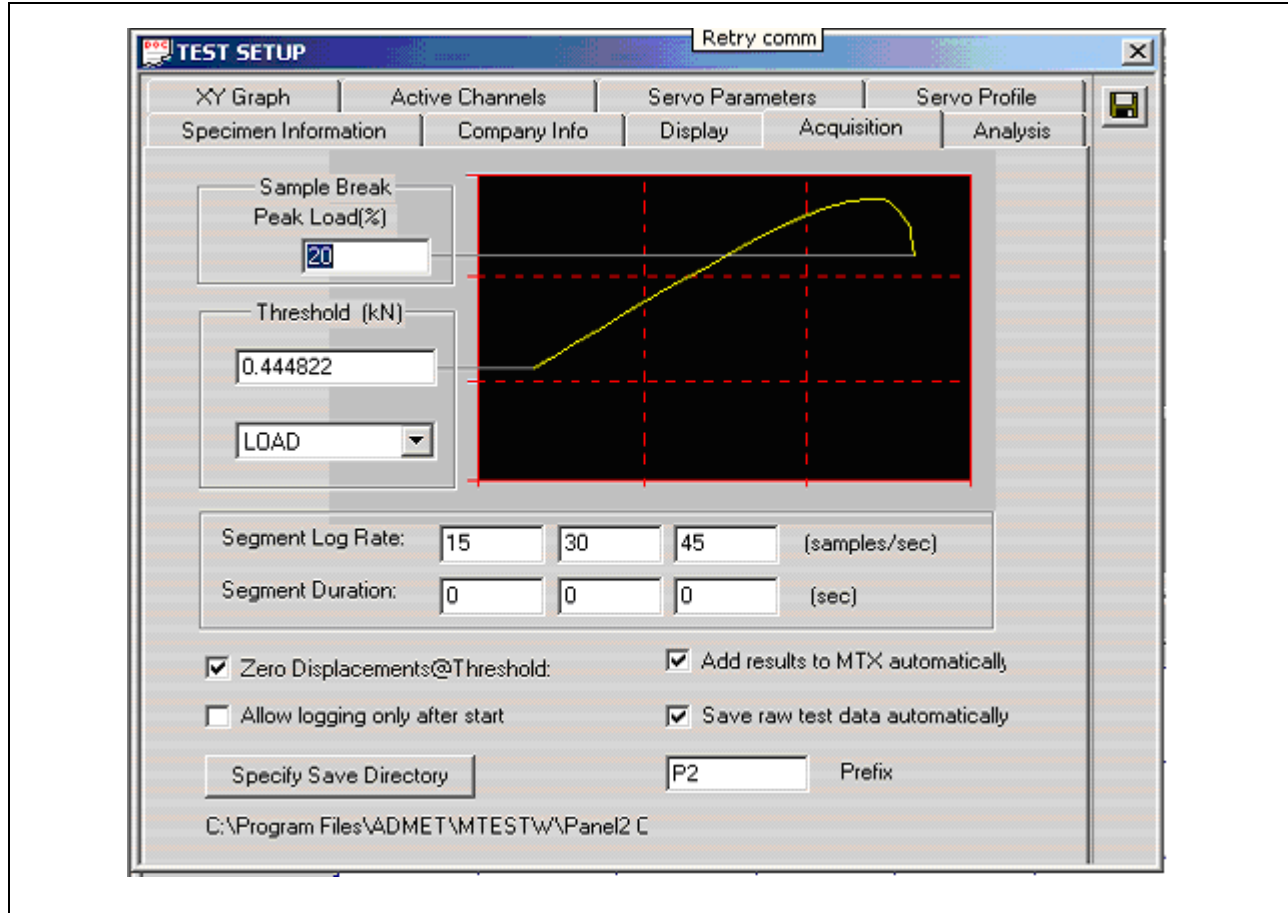 Retry comm
TEST SETUP
XY Graph Active Channels Servo Parameters Servo Profile
Specimen Information Company Info Display Acquisition Analysis
Sample Break
Peak Load(%)
20
Threshold (kN)
0.444822
LOAD
Segment Log Rate: 15 30 45 (samples/sec)
Segment Duration: 0 0 0 (sec)
Zero Displacements@Threshold: Add results to MTX automatically
Allow logging only after start Save raw test data automatically
Specify Save Directory P2 Prefix
C:\Program Files\ADMET\MTESTW\Panel2 C